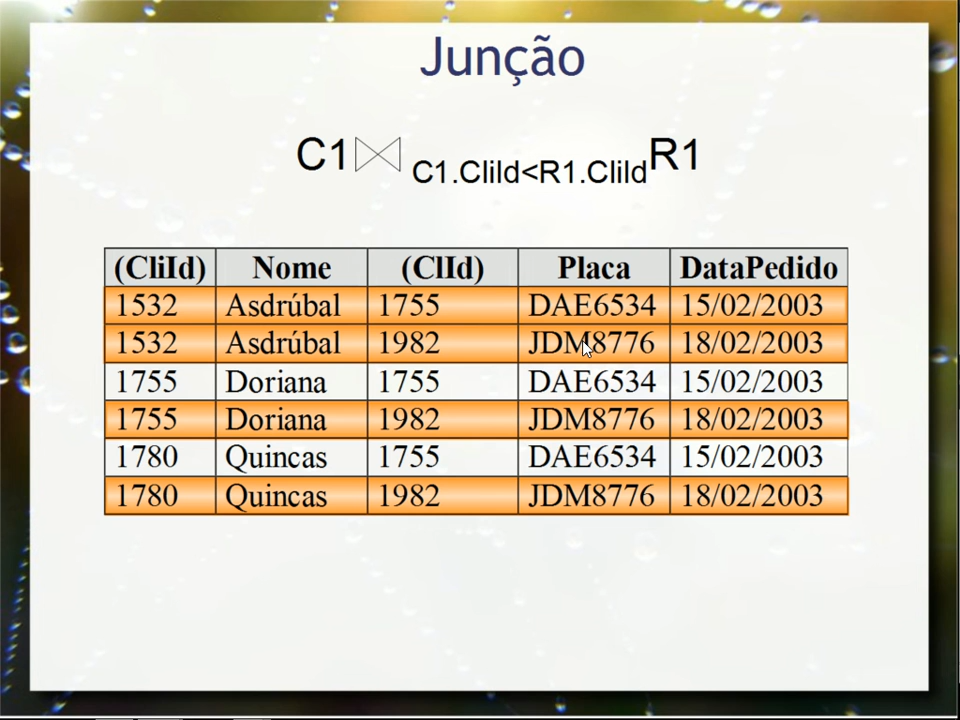 Junção
C1⋈ C1.CliId<R1.CliId R1
(CliId) Nome (ClId) Placa DataPedido
1532 Asdrúbal 1755 DAE6534 15/02/2003
1532 Asdrúbal 1982 JDM8776 18/02/2003
1755 Doriana 1755 DAE6534 15/02/2003
1755 Doriana 1982 JDM8776 18/02/2003
1780 Quincas 1755 DAE6534 15/02/2003
1780 Quincas 1982 JDM8776 18/02/2003